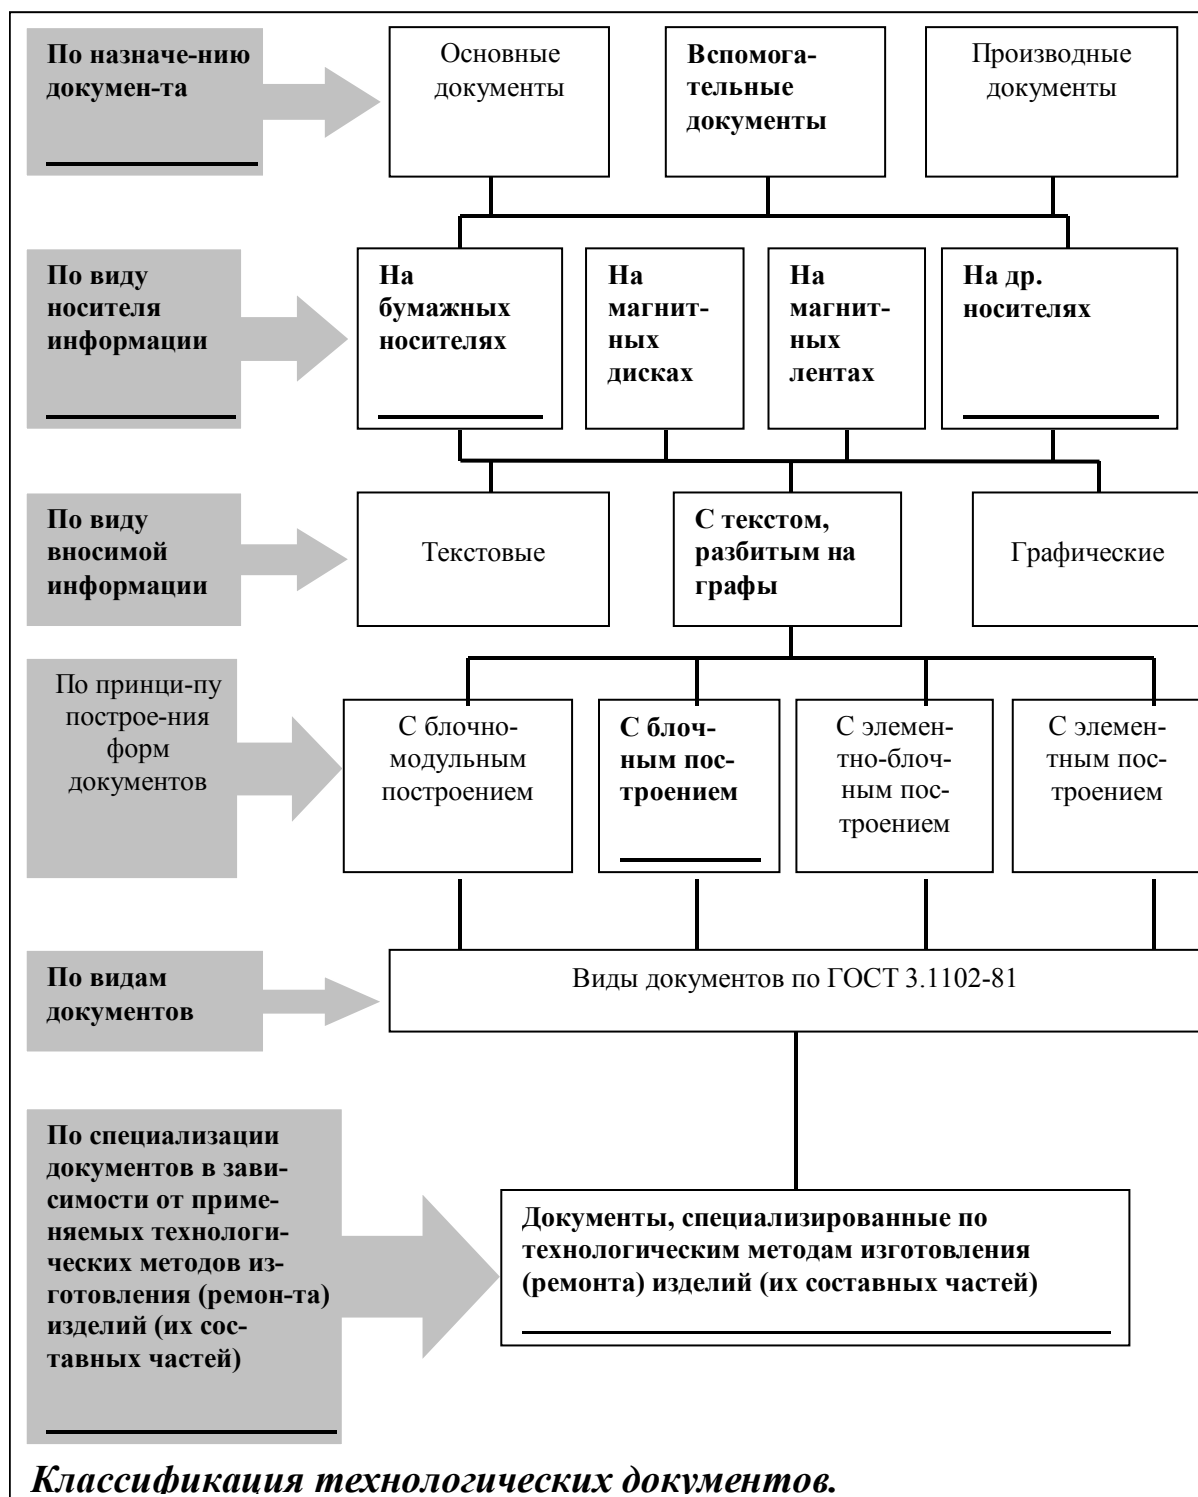 По назначе-нию
докумен-та
Основные
документы
Вспомога-
тельные
документы
Производные
документы
По виду
носителя
информации
На
бумажных
носителях
На
магнит-
ных
дисках
На
магнит-
ных
лентах
На др.
носителях
По виду
вносимой
информации
Текстовые
С текстом,
разбитым на
графы
Графические
По принци-пу
построе-ния
форм
документов
С блочно-
модульным
построением
С блоч-
ным пос-
троением
С элемен-
тно-блоч-
ным пос-
троением
С элемен-
тным пос-
троением
По видам
документов
Виды документов по ГОСТ 3.1102-81
По специализации
документов в зави-
симости от приме-
няемых технологи-
ческих методов из-
готовления (ремон-та)
изделий (их сос-
тавных частей)
Документы, специализированные по
технологическим методам изготовления
(ремонта) изделий (их составных частей)
Классификация технологических документов.